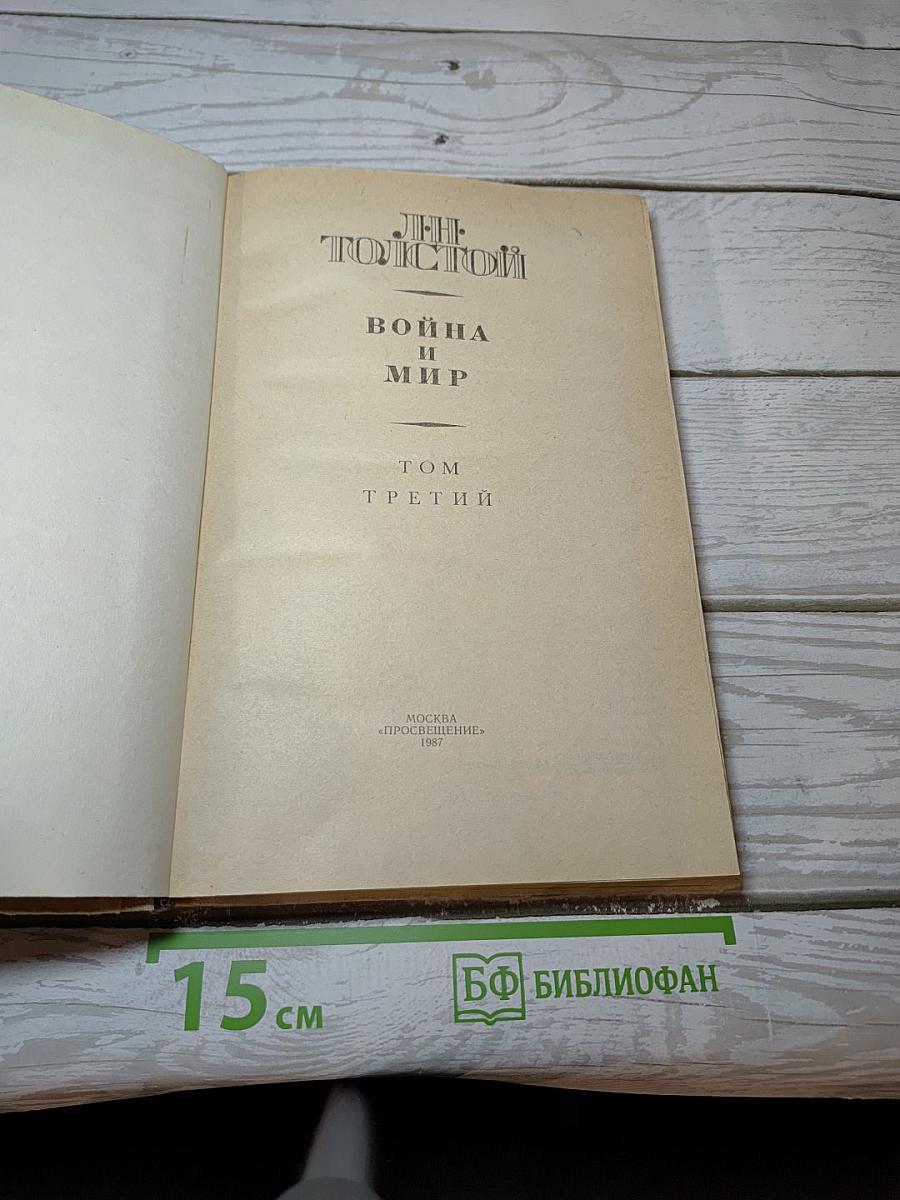 Л·Н·
ТОЛСТОЙ
ВОЙНА
И
МИР
ТОМ
ТРЕТИЙ
МОСКВА
«ПРОСВЕЩЕНИЕ»
1987
15 см
БФ БИБЛИОФАН